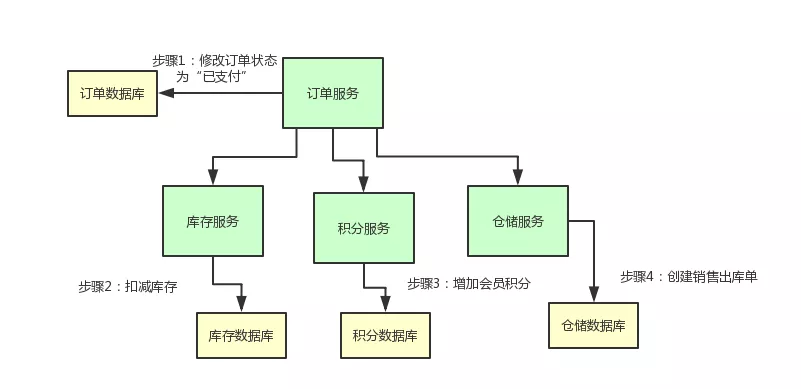 步骤1：修改订单状态
为“已支付”
订单数据库
订单服务
库存服务
积分服务
仓储服务
步骤2：扣减库存
步骤3：增加会员积分
步骤4：创建销售出库单
库存数据库
积分数据库
仓储数据库